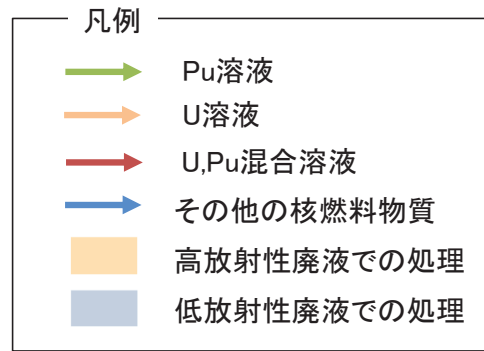 凡例
Pu溶液
U溶液
U,Pu混合溶液
その他の核燃料物質
高放射性廃液での処理
低放射性廃液での処理